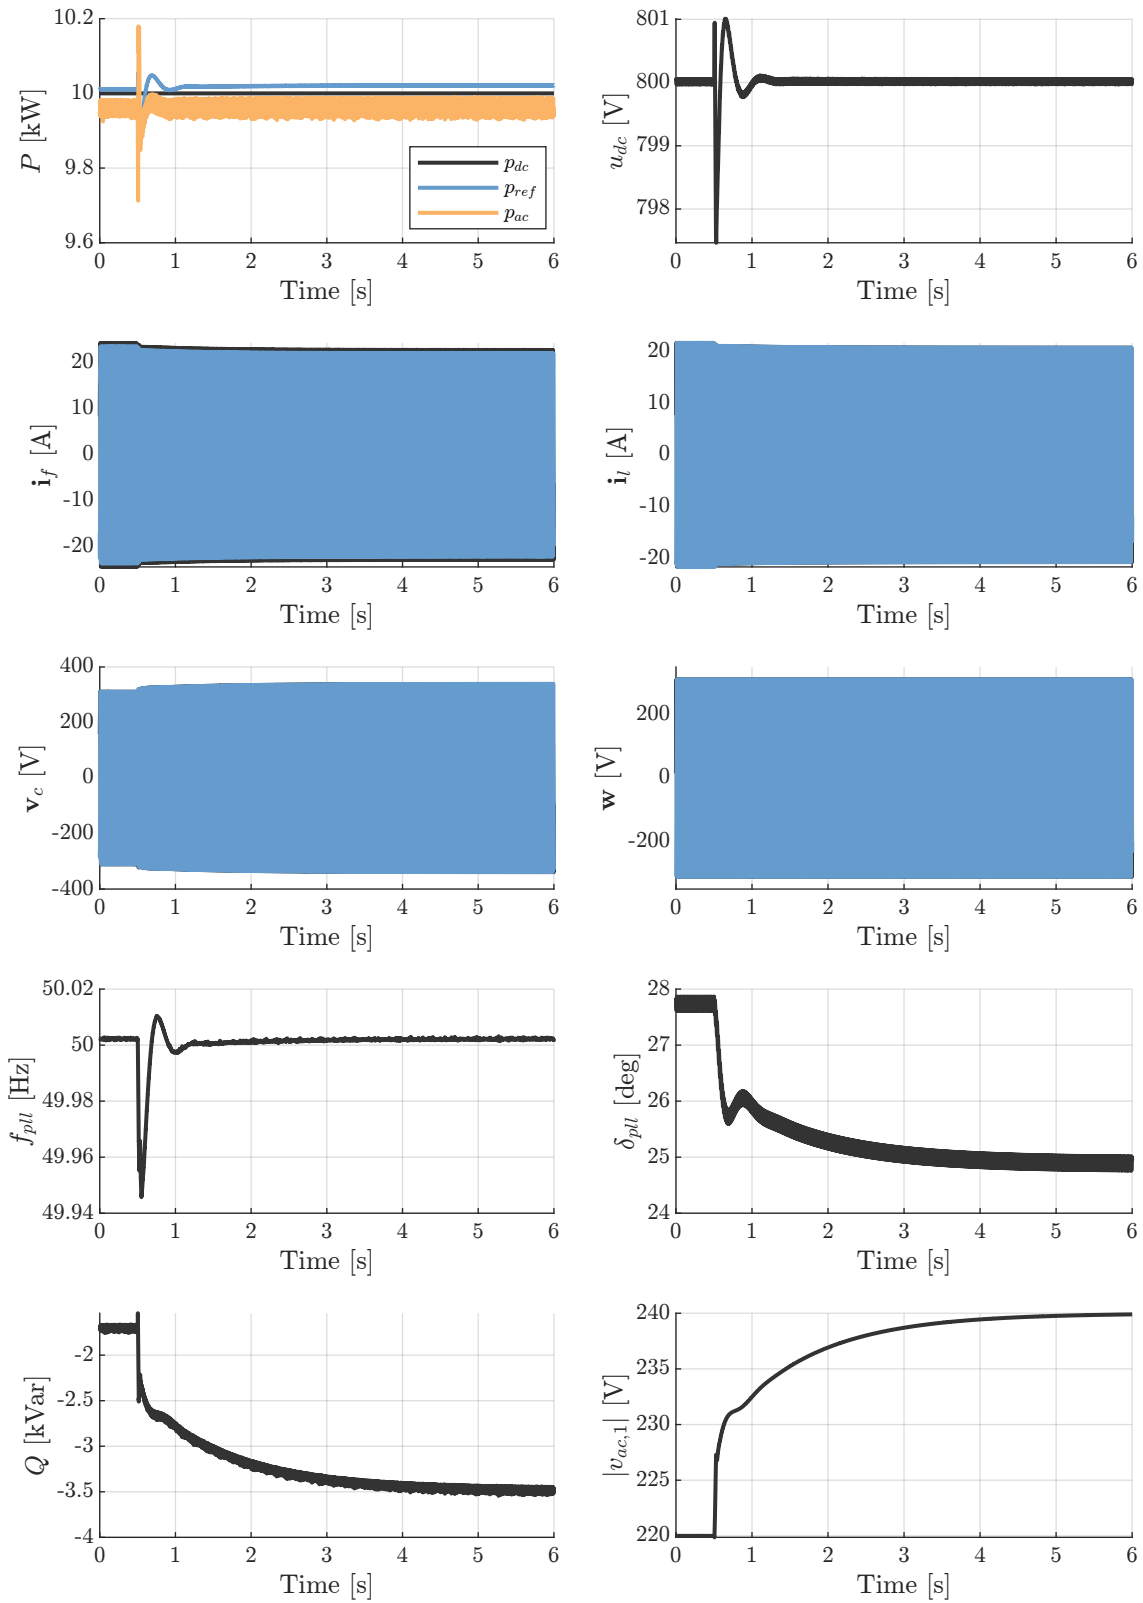 10.2
10
9.8
9.6
P [kW]
p_dc
p_ref
p_ac
0 1 2 3 4 5 6
Time [s]
801
800
799
798
u_dc [V]
0 1 2 3 4 5 6
Time [s]
20
10
0
-10
-20
i_f [A]
0 1 2 3 4 5 6
Time [s]
20
10
0
-10
-20
i_l [A]
0 1 2 3 4 5 6
Time [s]
400
200
0
-200
-400
v_c [V]
0 1 2 3 4 5 6
Time [s]
200
0
-200
w [V]
0 1 2 3 4 5 6
Time [s]
50.02
50
49.98
49.96
49.94
f_pll [Hz]
0 1 2 3 4 5 6
Time [s]
28
27
26
25
24
δ_pll [deg]
0 1 2 3 4 5 6
Time [s]
-2
-2.5
-3
-3.5
-4
Q [kVar]
0 1 2 3 4 5 6
Time [s]
240
235
230
225
220
|v_ac,1| [V]
0 1 2 3 4 5 6
Time [s]